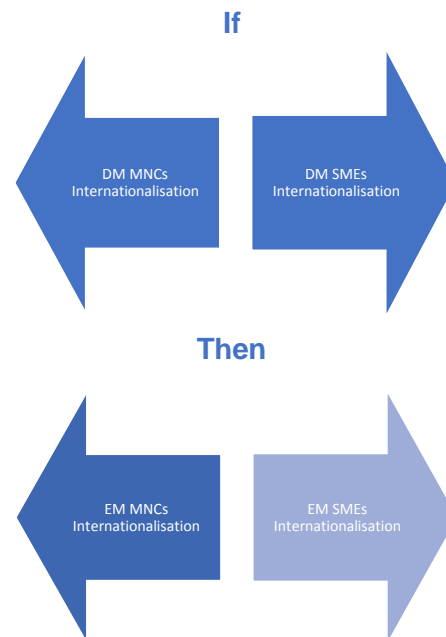 If
DM MNCs
Internationalisation
DM SMEs
Internationalisation
Then
EM MNCs
Internationalisation
EM SMEs
Internationalisation